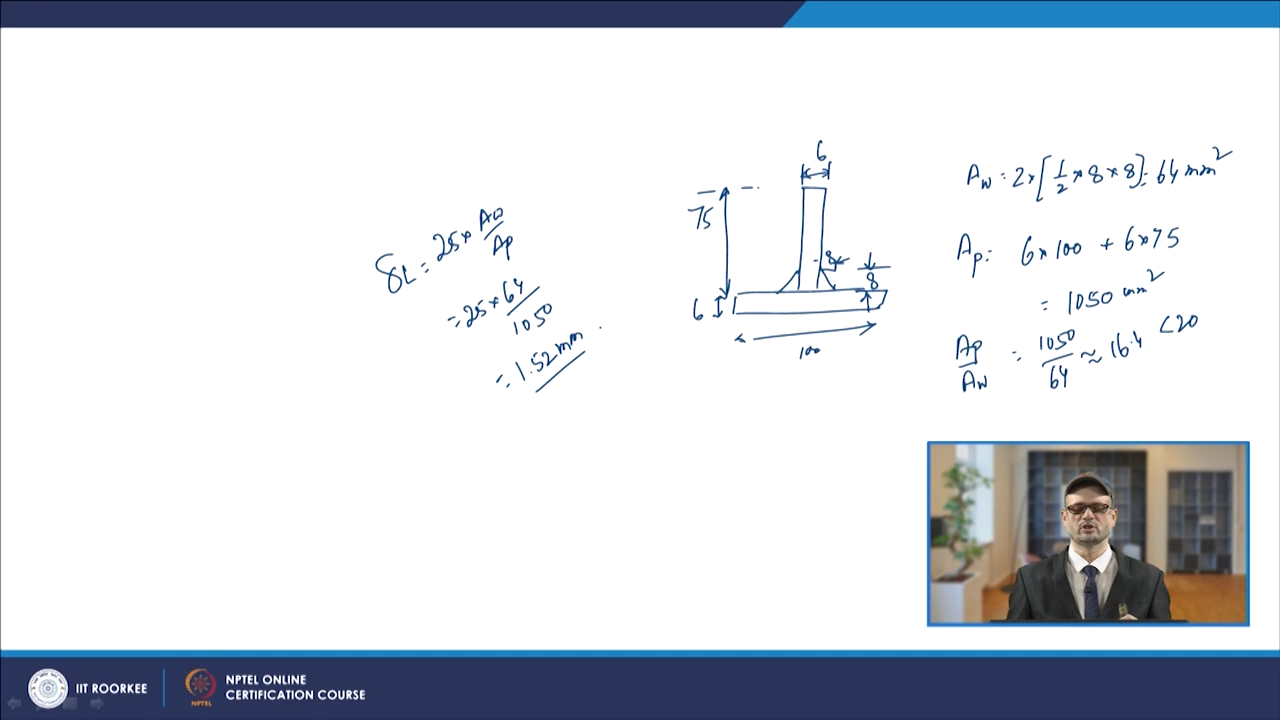 δL = 25 * Aω/Ap
= 25 * 64/1050
= 1.52 mm
6
75
8
8
6
100
Aw = 2 * [1/2 * 8 * 8] = 64 mm²
Ap = 6 * 100 + 6 * 75
= 1050 mm²
Ap/Aw = 1050/64 ≈ 16.4 < 20
IIT ROORKEE
NPTEL
NPTEL ONLINE
CERTIFICATION COURSE